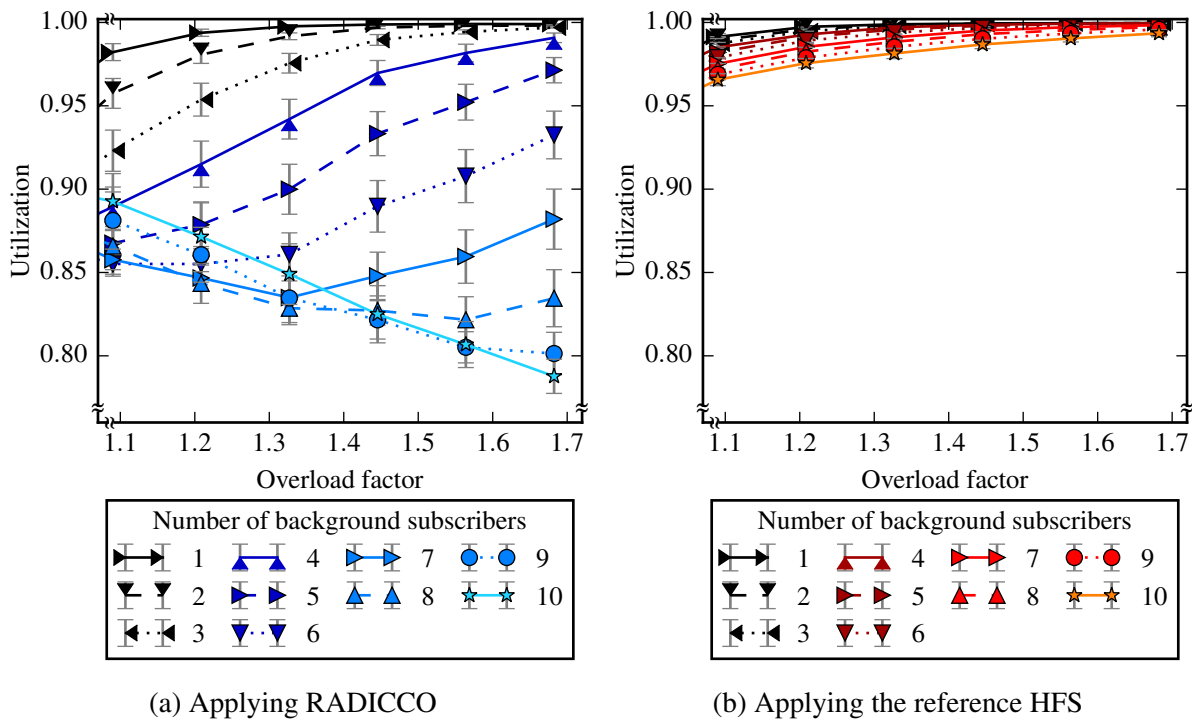 1.00
0.95
0.90
0.85
0.80
Utilization
1.1 1.2 1.3 1.4 1.5 1.6 1.7
Overload factor
Number of background subscribers
1 4 7 9
2 5 8 10
3 6
(a) Applying RADICCO
1.00
0.95
0.90
0.85
0.80
Utilization
1.1 1.2 1.3 1.4 1.5 1.6 1.7
Overload factor
Number of background subscribers
1 4 7 9
2 5 8 10
3 6
(b) Applying the reference HFS